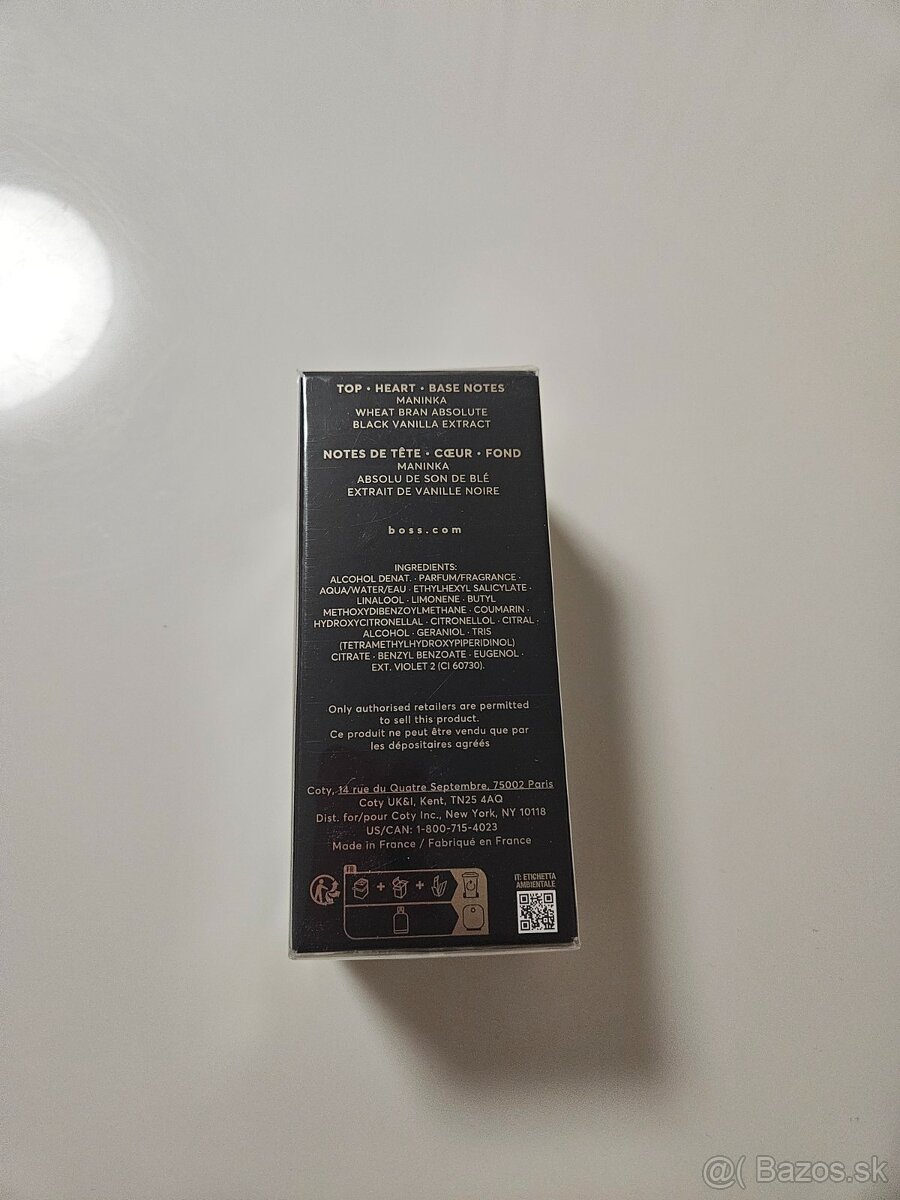 TOP • HEART • BASE NOTES
MANINKA
WHEAT BRAN ABSOLUTE
BLACK VANILLA EXTRACT
NOTES DE TÊTE • CŒUR • FOND
MANINKA
ABSOLU DE SON DE BLÉ
EXTRAIT DE VANILLE NOIRE
boss.com
INGREDIENTS:
ALCOHOL DENAT. · PARFUM/FRAGRANCE ·
AQUA/WATER/EAU · ETHYLHEXYL SALICYLATE ·
LINALOOL · LIMONENE · BUTYL
METHOXYDIBENZOYLMETHANE · COUMARIN ·
HYDROXYCITRONELLAL · CITRONELLOL · CITRAL ·
ALCOHOL · GERANIOL · TRIS
(TETRAMETHYLHYDROXYPIPERIDINOL)
CITRATE · BENZYL BENZOATE · EUGENOL ·
EXT. VIOLET 2 (CI 60730).
Only authorised retailers are permitted
to sell this product.
Ce produit ne peut être vendu que par
les dépositaires agréés
Coty, 14 rue du Quatre Septembre, 75002 Paris
Coty UK&I, Kent, TN25 4AQ
Dist. for/pour Coty Inc., New York, NY 10118
US/CAN: 1-800-715-4023
Made in France / Fabriqué en France
FR
IT: ETICHETTA
AMBIENTALE
@( Bazos.sk